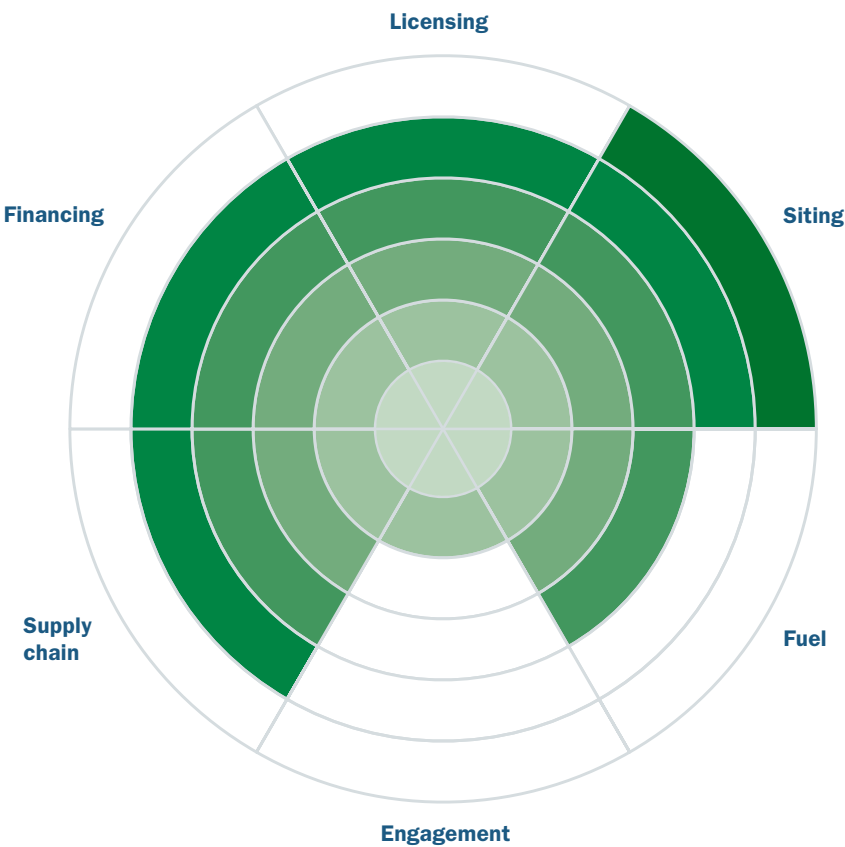 Licensing
Financing
Siting
Supply
chain
Fuel
Engagement